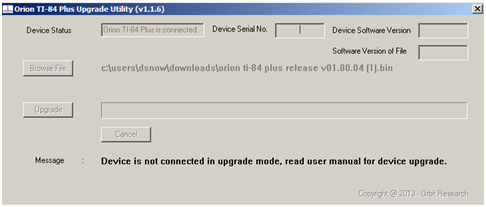 Orion TI-84 Plus Upgrade Utility (v1.1.6)
Device Status Orion TI-84 Plus is connected Device Serial No. Device Software Version
Software Version of File
Browse File c:\users\dsnow\downloads\orion ti-84 plus release v01.00.04 (1).bin
Upgrade
Cancel
Message : Device is not connected in upgrade mode, read user manual for device upgrade.
Copyright @ 2013 - Orbit Research